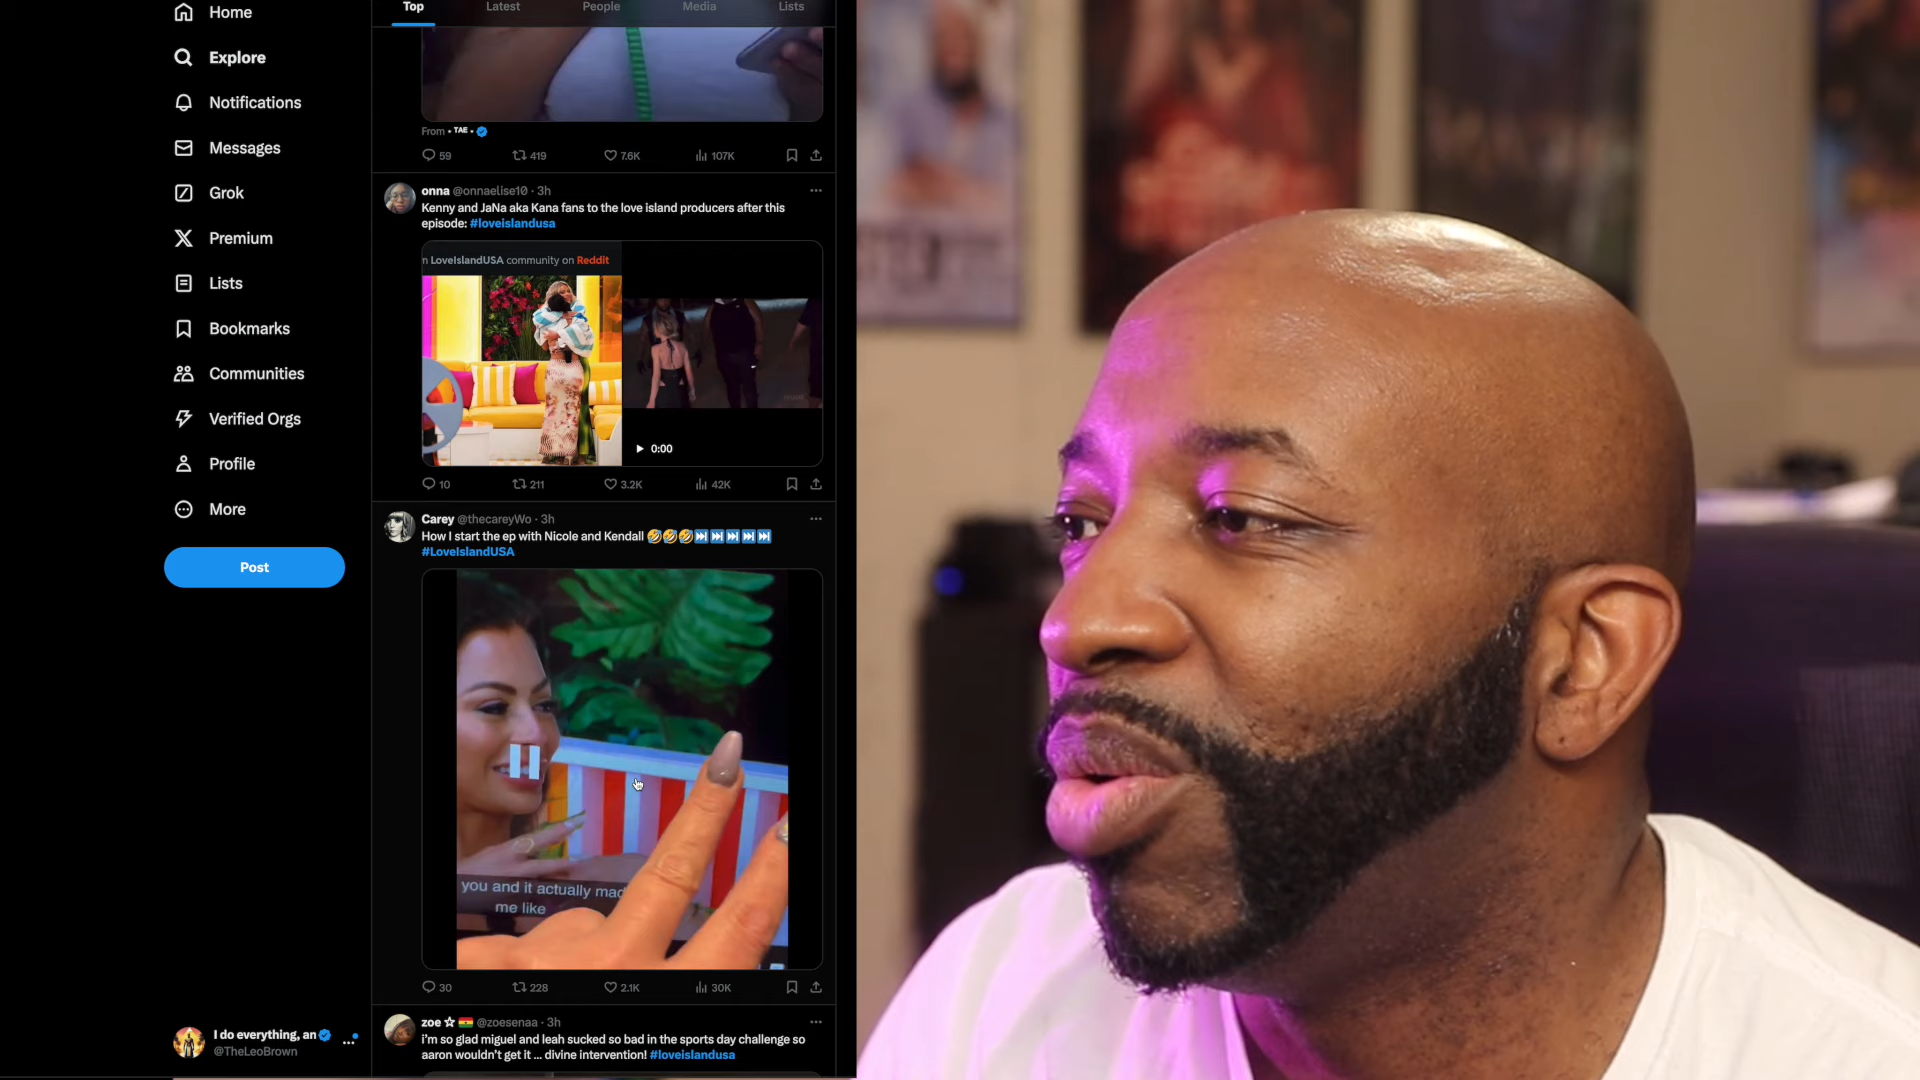 Home
Explore
Notifications
Messages
Grok
Premium
Lists
Bookmarks
Communities
Verified Orgs
Profile
More
Post
I do everything, an
@TheLeoBrown
Top
Latest
People
Media
Lists
From • TAE •
59
419
7.6K
107K
onna @onnaelise10 · 3h
Kenny and JaNa aka Kana fans to the love island producers after this
episode: #loveislandusa
n LoveIslandUSA community on Reddit
0:00
10
211
3.2K
42K
Carey @thecareyWo · 3h
How I start the ep with Nicole and Kendall 🤣🤣🤣⏭⏭⏭⏭⏭
#LoveIslandUSA
you and it actually mad
me like
30
228
2.1K
30K
zoe ☆ 🇬🇭 @zoesenaa · 3h
i'm so glad miguel and leah sucked so bad in the sports day challenge so
aaron wouldn't get it ... divine intervention! #loveislandusa